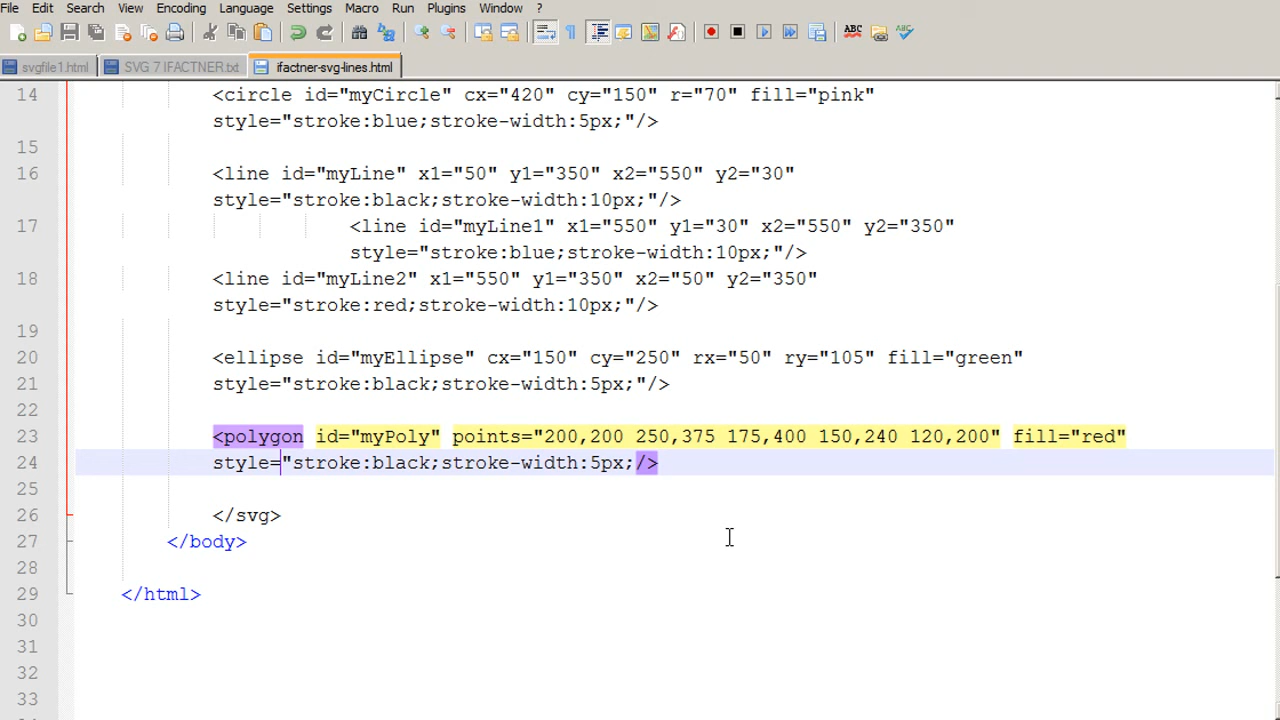 File Edit Search View Encoding Language Settings Macro Run Plugins Window ?
ABC
svgfile1.html SVG 7 IFACTNER.txt ifactner-svg-lines.html
14 <circle id="myCircle" cx="420" cy="150" r="70" fill="pink"
style="stroke:blue;stroke-width:5px;"/>
15
16 <line id="myLine" x1="50" y1="350" x2="550" y2="30"
style="stroke:black;stroke-width:10px;"/>
17 <line id="myLine1" x1="550" y1="30" x2="550" y2="350"
style="stroke:blue;stroke-width:10px;"/>
18 <line id="myLine2" x1="550" y1="350" x2="50" y2="350"
style="stroke:red;stroke-width:10px;"/>
19
20 <ellipse id="myEllipse" cx="150" cy="250" rx="50" ry="105" fill="green"
21 style="stroke:black;stroke-width:5px;"/>
22
23 <polygon id="myPoly" points="200,200 250,375 175,400 150,240 120,200" fill="red"
24 style="stroke:black;stroke-width:5px;/>
25
26 </svg>
27 </body>
28
29 </html>
30
31
32
33